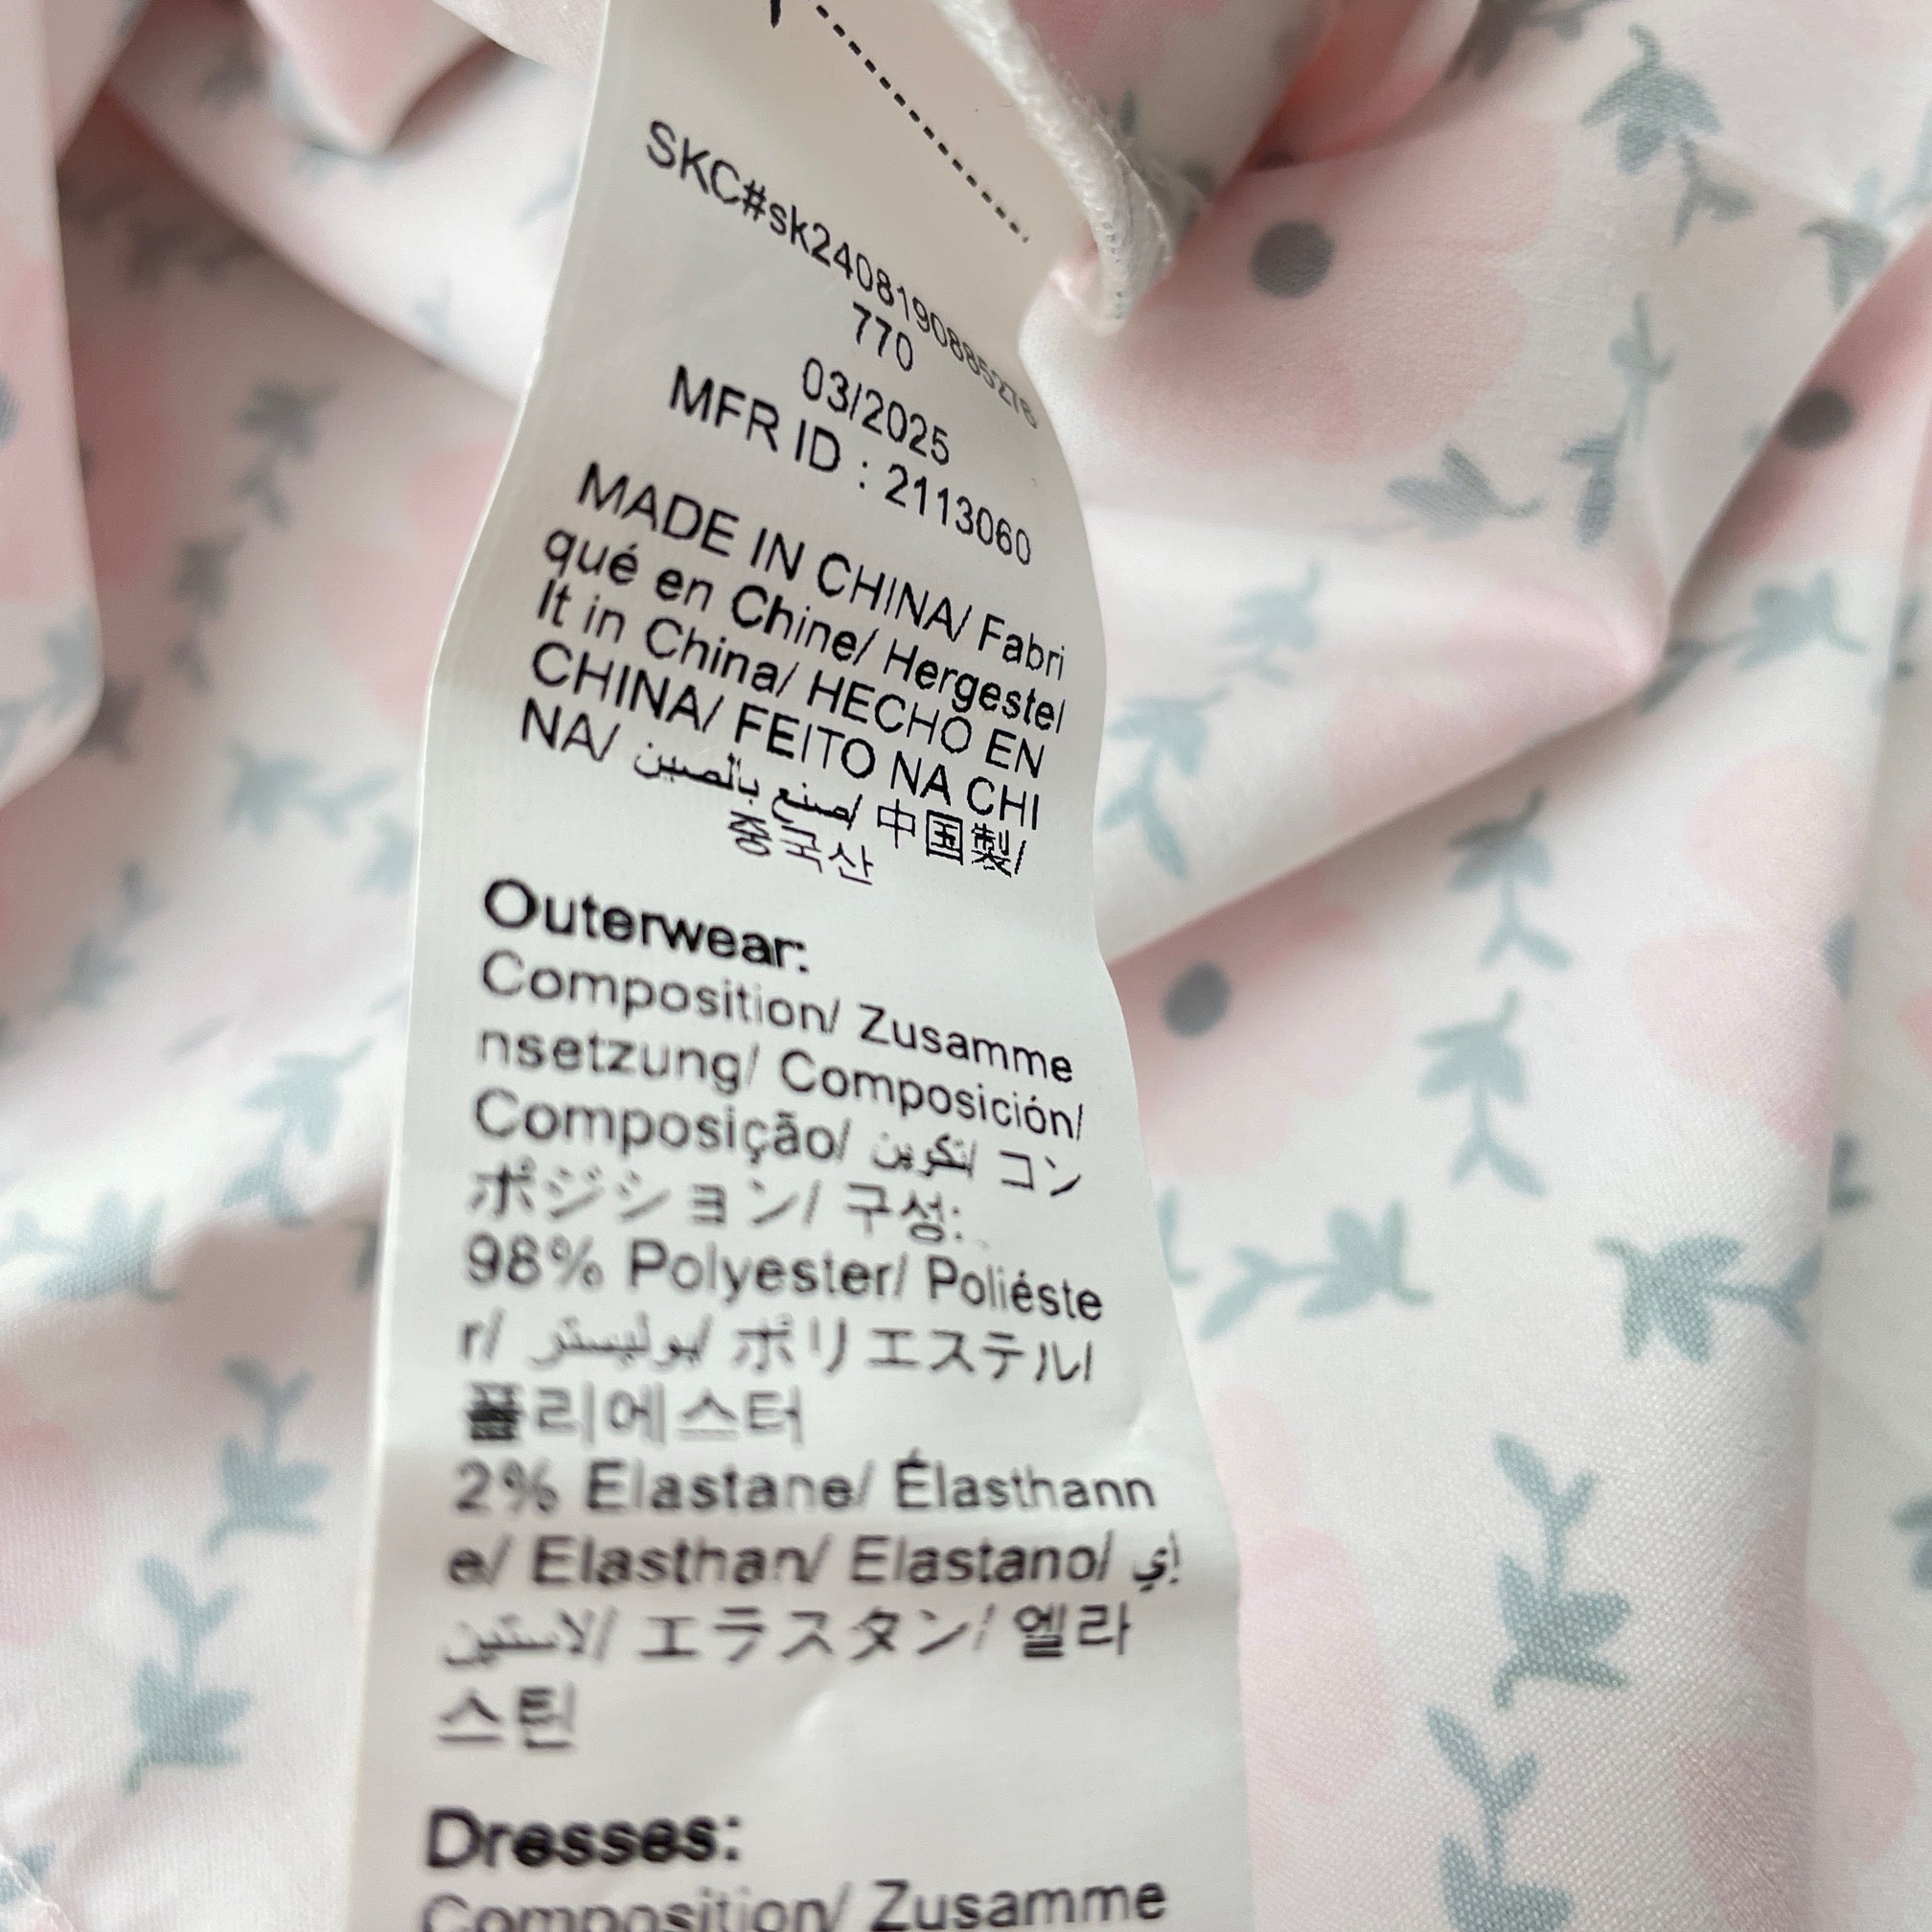 SKC#sk2408190885276
770
03/2025
MFR ID : 2113060
MADE IN CHINA/ Fabri
qué en Chine/ Hergestel
lt in China/ HECHO EN
CHINA/ FEITO NA CHI
NA/ صنع بالصين/ 中国製/
중국산
Outerwear:
Composition/ Zusamme
nsetzung/ Composición/
Composição/ التكوين/ コン
ポジション/ 구성:
98% Polyester/ Poliéste
r/ بوليستر/ ポリエステル/
폴리에스터
2% Elastane/ Élasthann
e/ Elasthan/ Elastano/ إي
لاستين/ エラスタン/ 엘라
스틴
Dresses:
Composition/ Zusamme